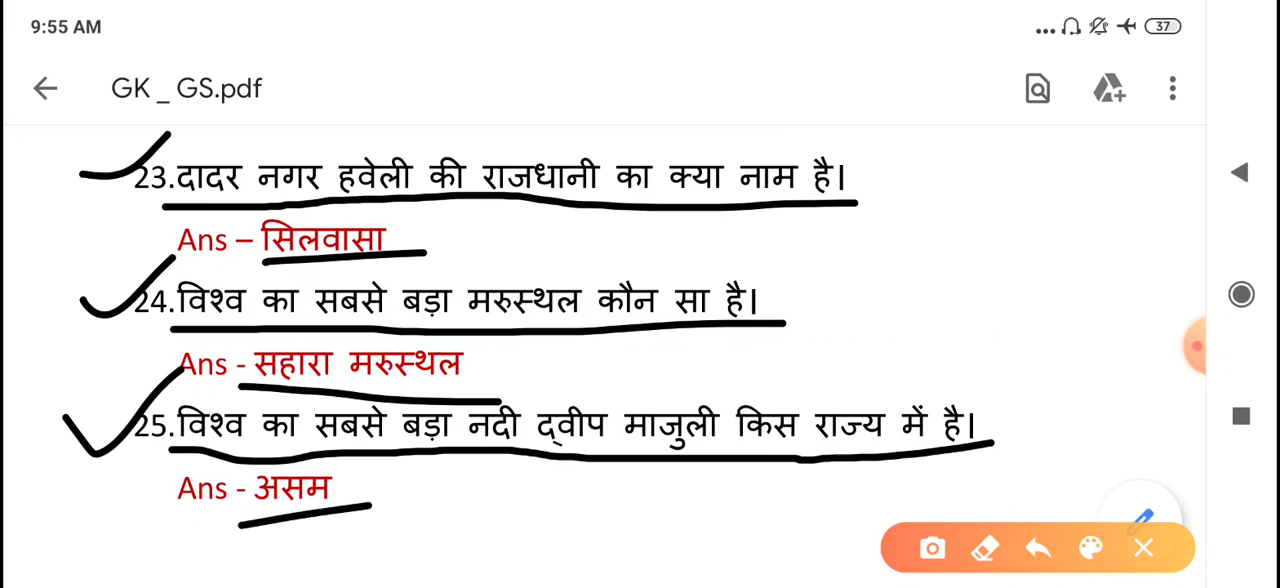 9:55 AM
37
GK _ GS.pdf
23.दादर नगर हवेली की राजधानी का क्या नाम है।
Ans – सिलवासा
24.विश्व का सबसे बड़ा मरुस्थल कौन सा है।
Ans - सहारा मरुस्थल
25.विश्व का सबसे बड़ा नदी द्वीप माजुली किस राज्य में है।
Ans - असम